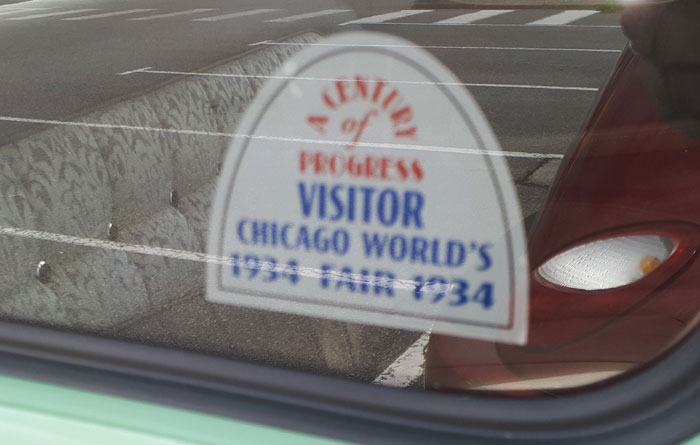 A CENTURY
of
PROGRESS
VISITOR
CHICAGO WORLD'S
1934 FAIR 1934